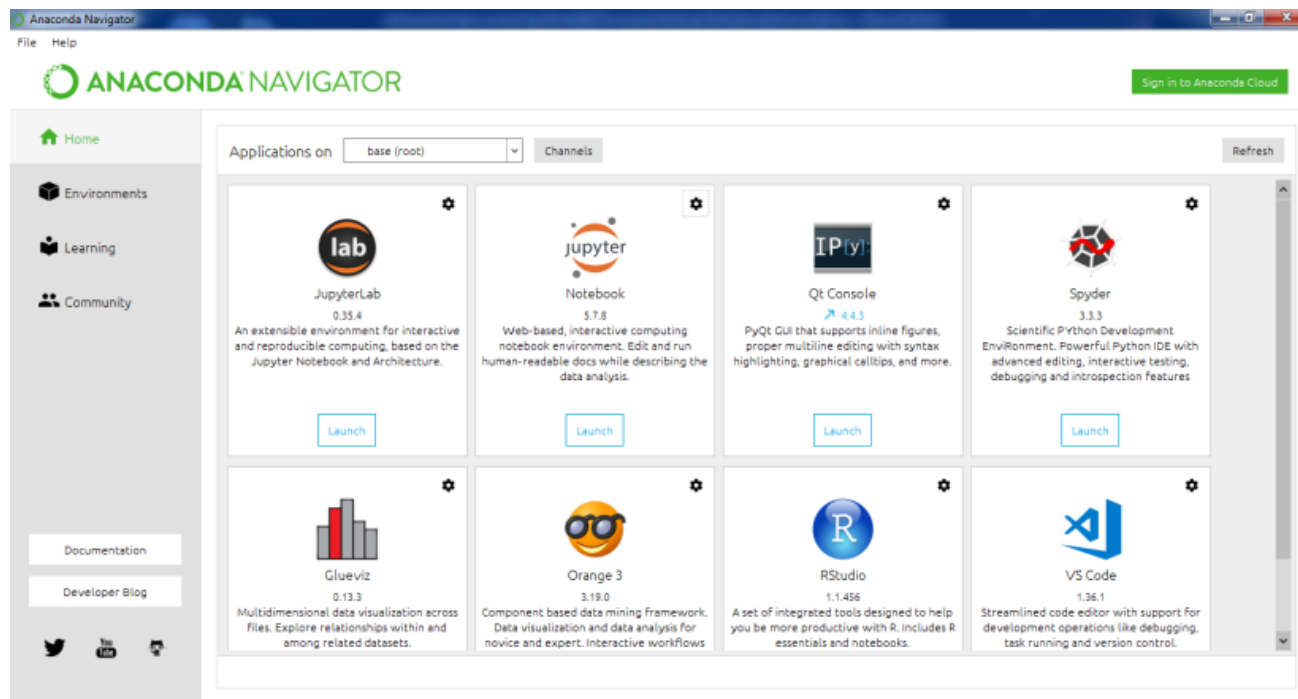 Anaconda Navigator
File Help
ANACONDA NAVIGATOR
Sign in to Anaconda Cloud
Home
Environments
Learning
Community
Documentation
Developer Blog
You
Tube
Applications on base (root) Channels Refresh
lab
JupyterLab
0.35.4
An extensible environment for interactive
and reproducible computing, based on the
Jupyter Notebook and Architecture.
Launch
jupyter
Notebook
5.7.8
Web-based, interactive computing
notebook environment. Edit and run
human-readable docs while describing the
data analysis.
Launch
IP[y]:
Qt Console
4.4.3
PyQt GUI that supports inline figures,
proper multiline editing with syntax
highlighting, graphical calltips, and more.
Launch
Spyder
3.3.3
Scientific PYthon Development
EnviRonment. Powerful Python IDE with
advanced editing, interactive testing,
debugging and introspection features
Launch
Glueviz
0.13.3
Multidimensional data visualization across
files. Explore relationships within and
among related datasets.
Orange 3
3.19.0
Component based data mining framework.
Data visualization and data analysis for
novice and expert. Interactive workflows
R
RStudio
1.1.456
A set of integrated tools designed to help
you be more productive with R. Includes R
essentials and notebooks.
VS Code
1.36.1
Streamlined code editor with support for
development operations like debugging,
task running and version control.